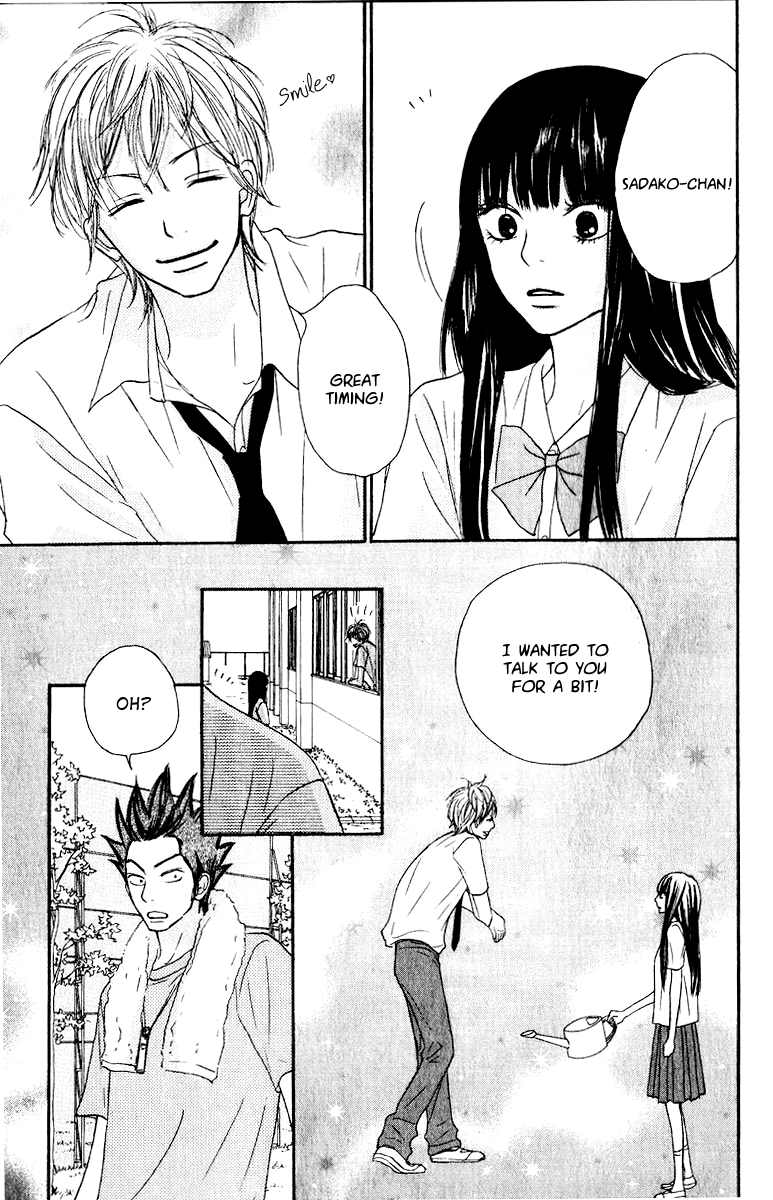 SADAKO-CHAN!
Smile♡
GREAT
TIMING!
I WANTED TO
TALK TO YOU
FOR A BIT!
OH?